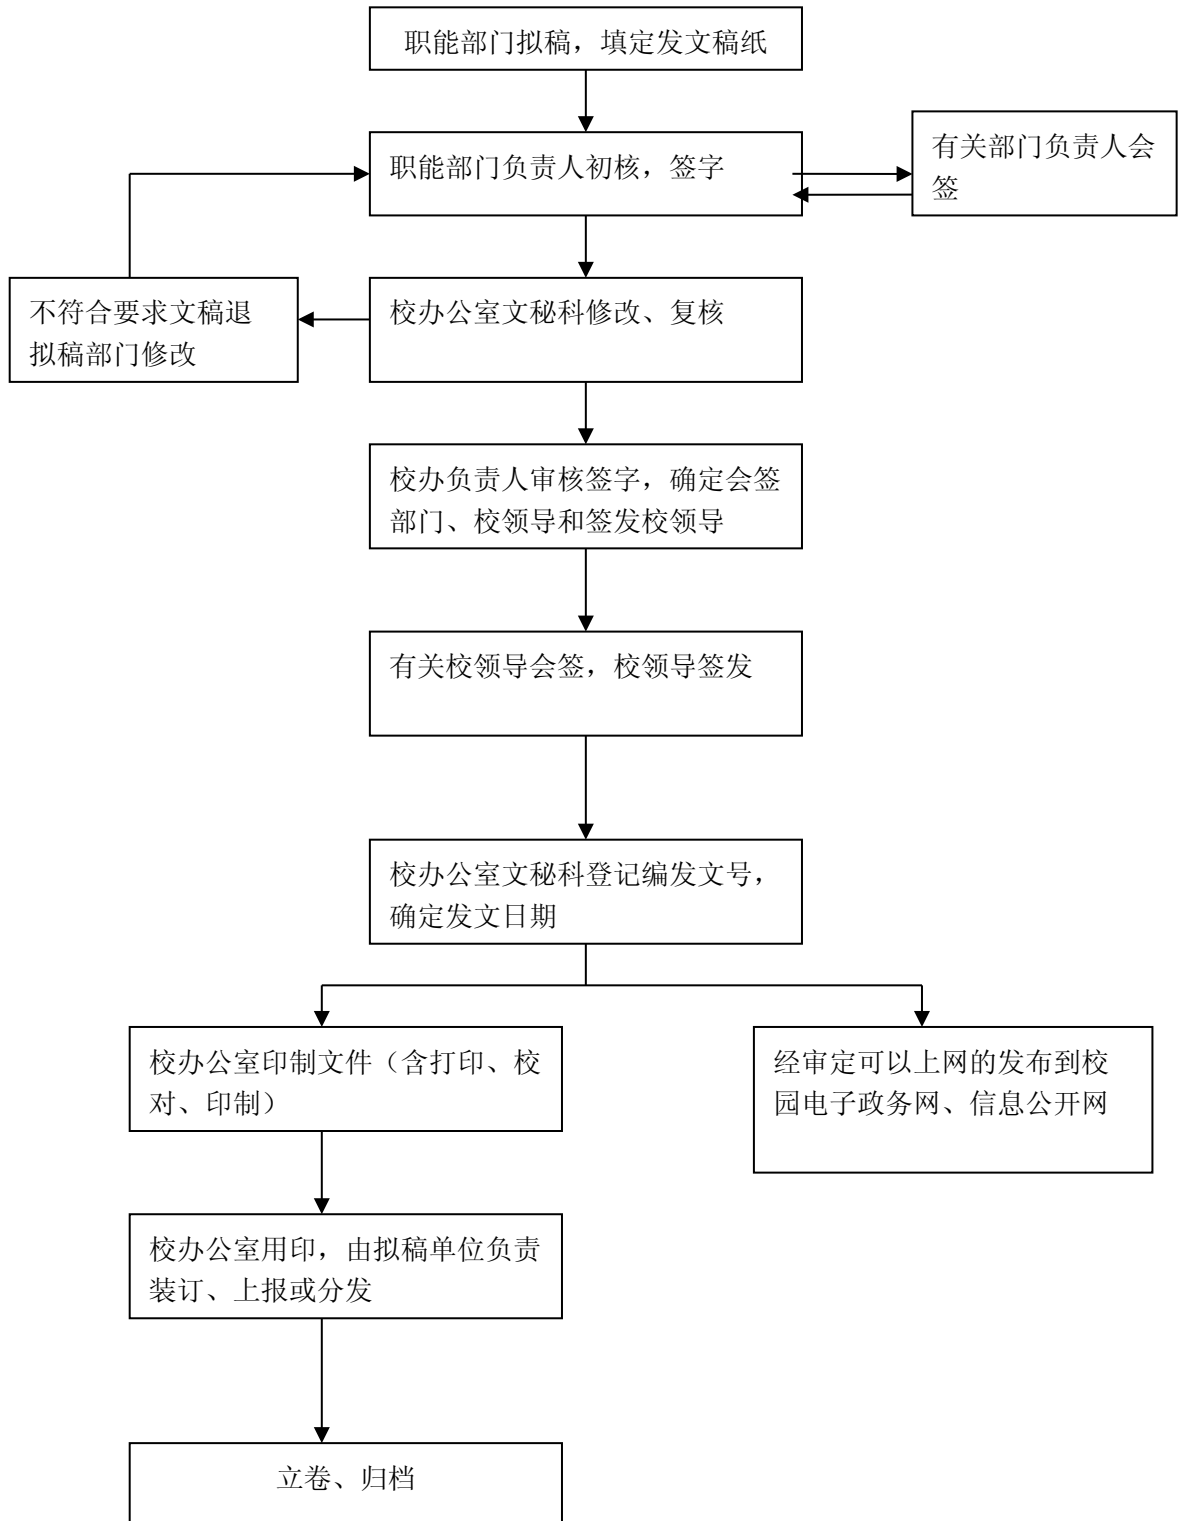 职能部门拟稿，填定发文稿纸
职能部门负责人初核，签字
有关部门负责人会
签
不符合要求文稿退
拟稿部门修改
校办公室文秘科修改、复核
校办负责人审核签字，确定会签
部门、校领导和签发校领导
有关校领导会签，校领导签发
校办公室文秘科登记编发文号，
确定发文日期
校办公室印制文件（含打印、校
对、印制）
经审定可以上网的发布到校
园电子政务网、信息公开网
校办公室用印，由拟稿单位负责
装订、上报或分发
立卷、归档